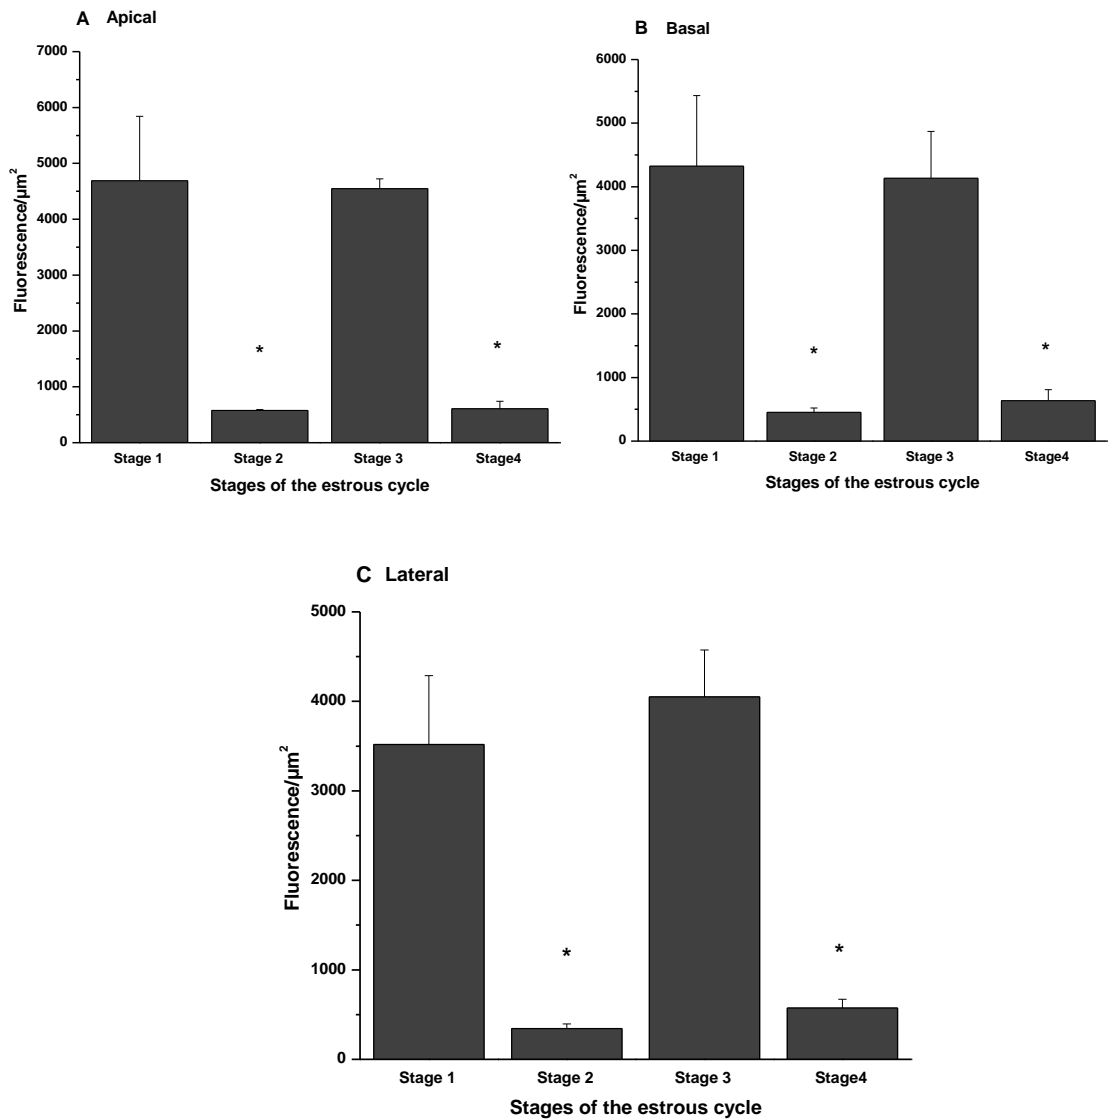 A Apical
7000
6000
5000
4000
3000
2000
1000
0
Fluorescence/µm²
*
*
Stage 1
Stage 2
Stage 3
Stage4
Stages of the estrous cycle
B Basal
6000
5000
4000
3000
2000
1000
0
Fluorescence/µm²
*
*
Stage 1
Stage 2
Stage 3
Stage4
Stages of the estrous cycle
C Lateral
5000
4000
3000
2000
1000
0
Fluorescence/µm²
*
*
Stage 1
Stage 2
Stage 3
Stage4
Stages of the estrous cycle